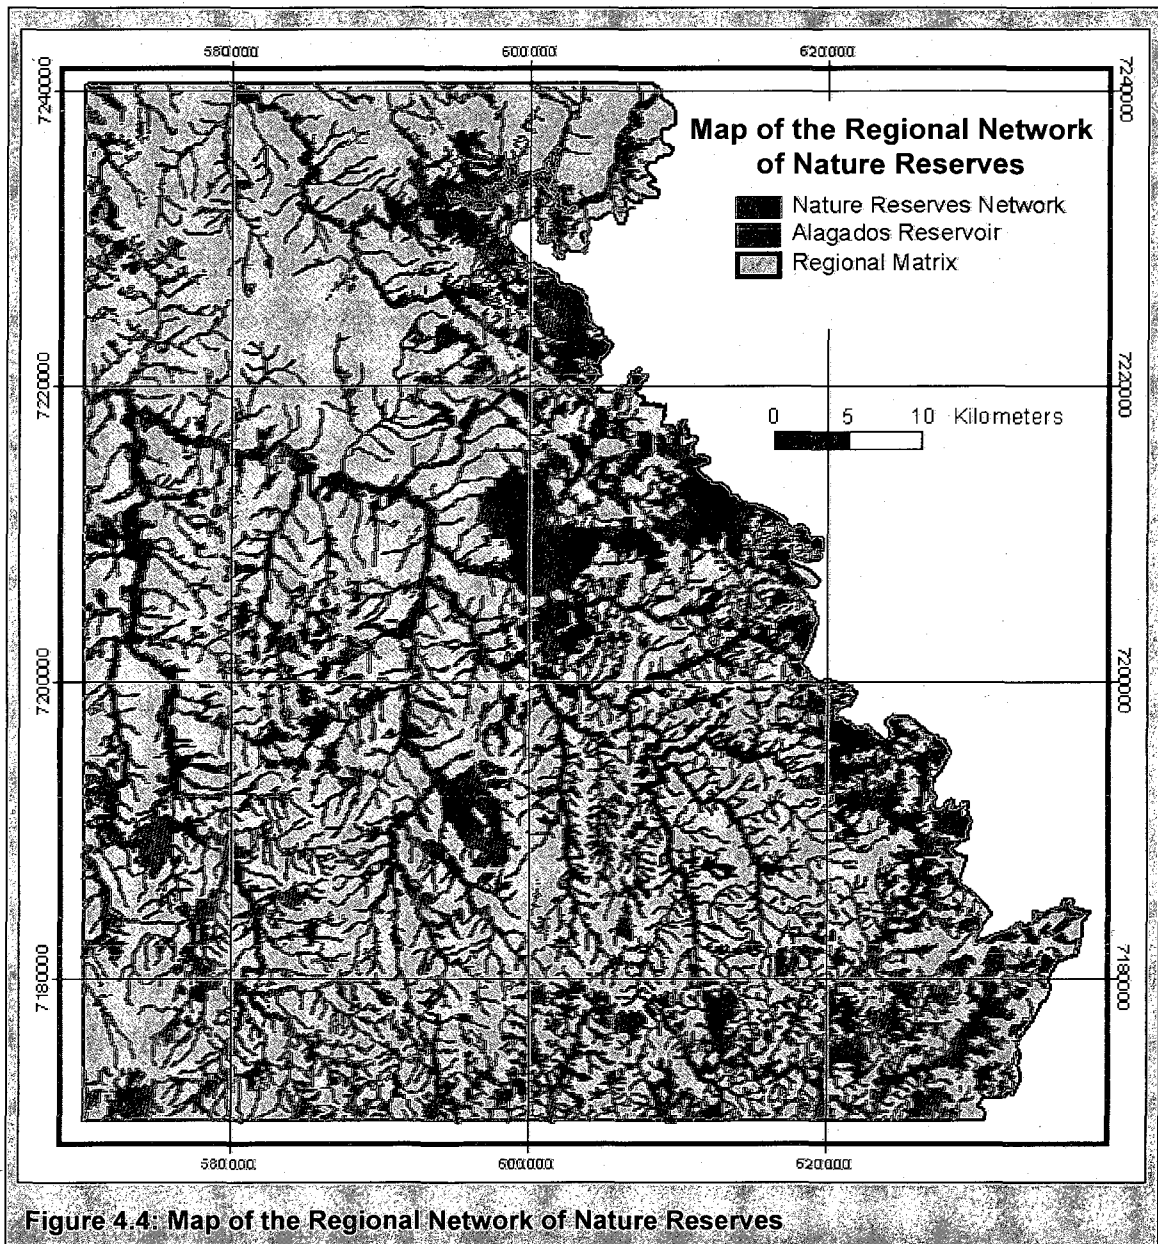 580000 600000 620000
7240000
7240000
Map of the Regional Network
of Nature Reserves
Nature Reserves Network
Alagados Reservoir
Regional Matrix
7220000
7220000
0 5 10 Kilometers
7200000
7200000
7180000
7180000
580000 600000 620000
Figure 4.4: Map of the Regional Network of Nature Reserves